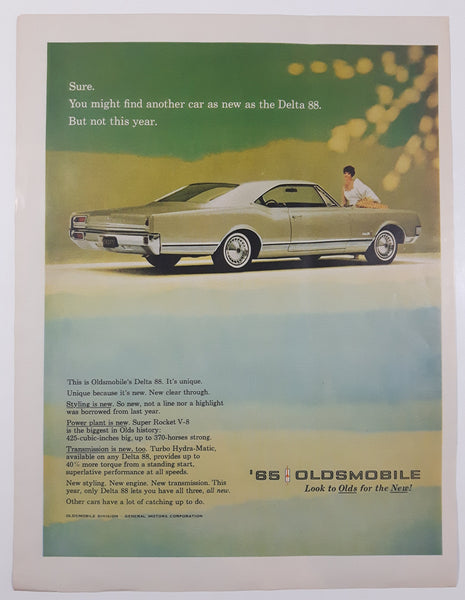 Sure.
You might find another car as new as the Delta 88.
But not this year.
This is Oldsmobile's Delta 88. It's unique.
Unique because it's new. New clear through.
Styling is new. So new, not a line nor a highlight
was borrowed from last year.
Power plant is new. Super Rocket V-8
is the biggest in Olds history:
425-cubic-inches big, up to 370-horses strong.
Transmission is new, too. Turbo Hydra-Matic,
available on any Delta 88, provides up to
40% more torque from a standing start,
superlative performance at all speeds.
New styling. New engine. New transmission. This
year, only Delta 88 lets you have all three, all new.
Other cars have a lot of catching up to do.
OLDSMOBILE DIVISION · GENERAL MOTORS CORPORATION
'65 OLDSMOBILE
Look to Olds for the New!